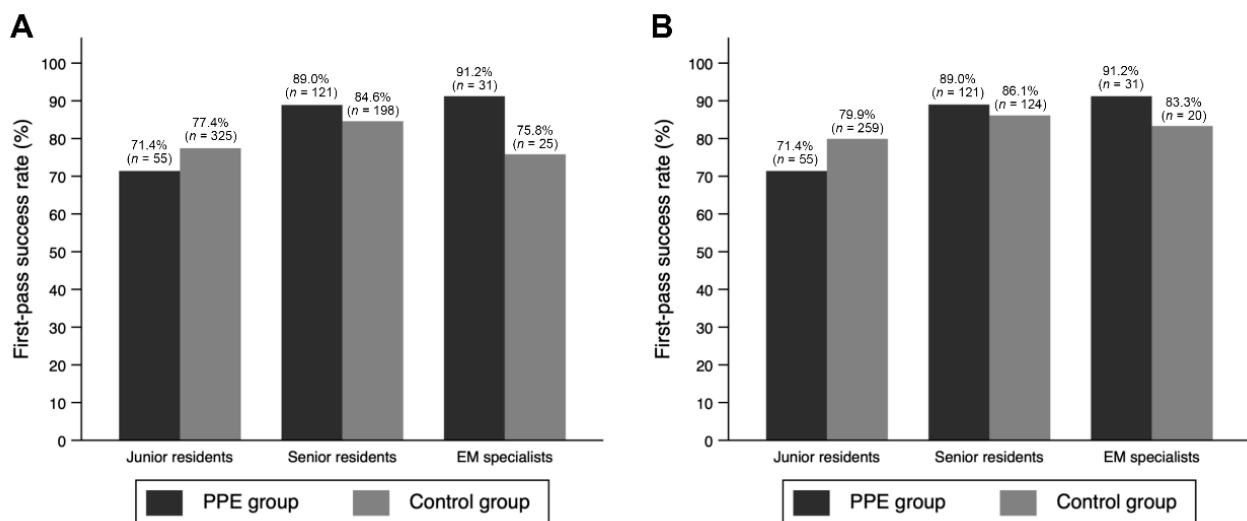 A
First-pass success rate (%)
100
90
80
70
60
50
40
30
20
10
0
71.4%
(n = 55)
77.4%
(n = 325)
89.0%
(n = 121)
84.6%
(n = 198)
91.2%
(n = 31)
75.8%
(n = 25)
Junior residents
Senior residents
EM specialists
PPE group
Control group
B
First-pass success rate (%)
100
90
80
70
60
50
40
30
20
10
0
71.4%
(n = 55)
79.9%
(n = 259)
89.0%
(n = 121)
86.1%
(n = 124)
91.2%
(n = 31)
83.3%
(n = 20)
Junior residents
Senior residents
EM specialists
PPE group
Control group